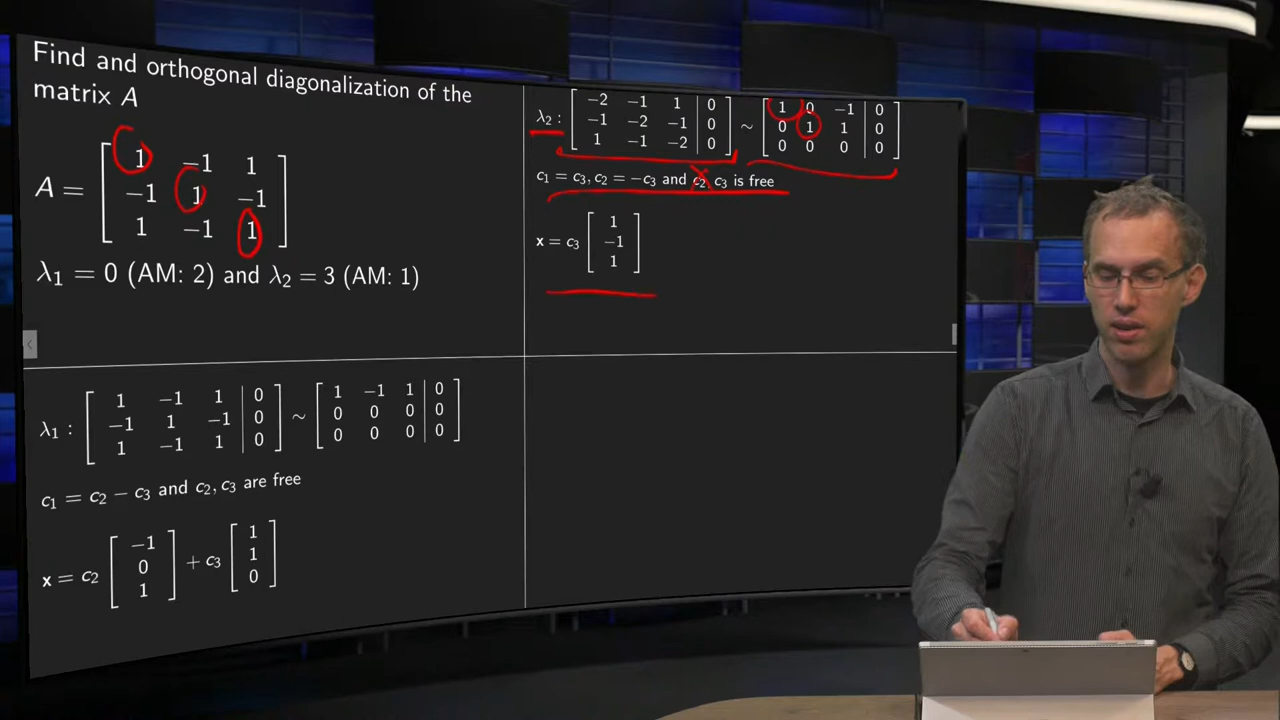 Find and orthogonal diagonalization of the
matrix A
A = [ 1 −1 1
−1 1 −1
1 −1 1 ]
λ₁ = 0 (AM: 2) and λ₂ = 3 (AM: 1)
λ₁ : [ 1 −1 1 | 0
−1 1 −1 | 0
1 −1 1 | 0 ] ~ [ 1 −1 1 | 0
0 0 0 | 0
0 0 0 | 0 ]
c₁ = c₂ − c₃ and c₂, c₃ are free
x = c₂ [ −1
0
1 ] + c₃ [ 1
1
0 ]
λ₂ : [ −2 −1 1 | 0
−1 −2 −1 | 0
1 −1 −2 | 0 ] ~ [ 1 0 −1 | 0
0 1 1 | 0
0 0 0 | 0 ]
c₁ = c₃, c₂ = −c₃ and c₂ c₃ is free
x = c₃ [ 1
−1
1 ]